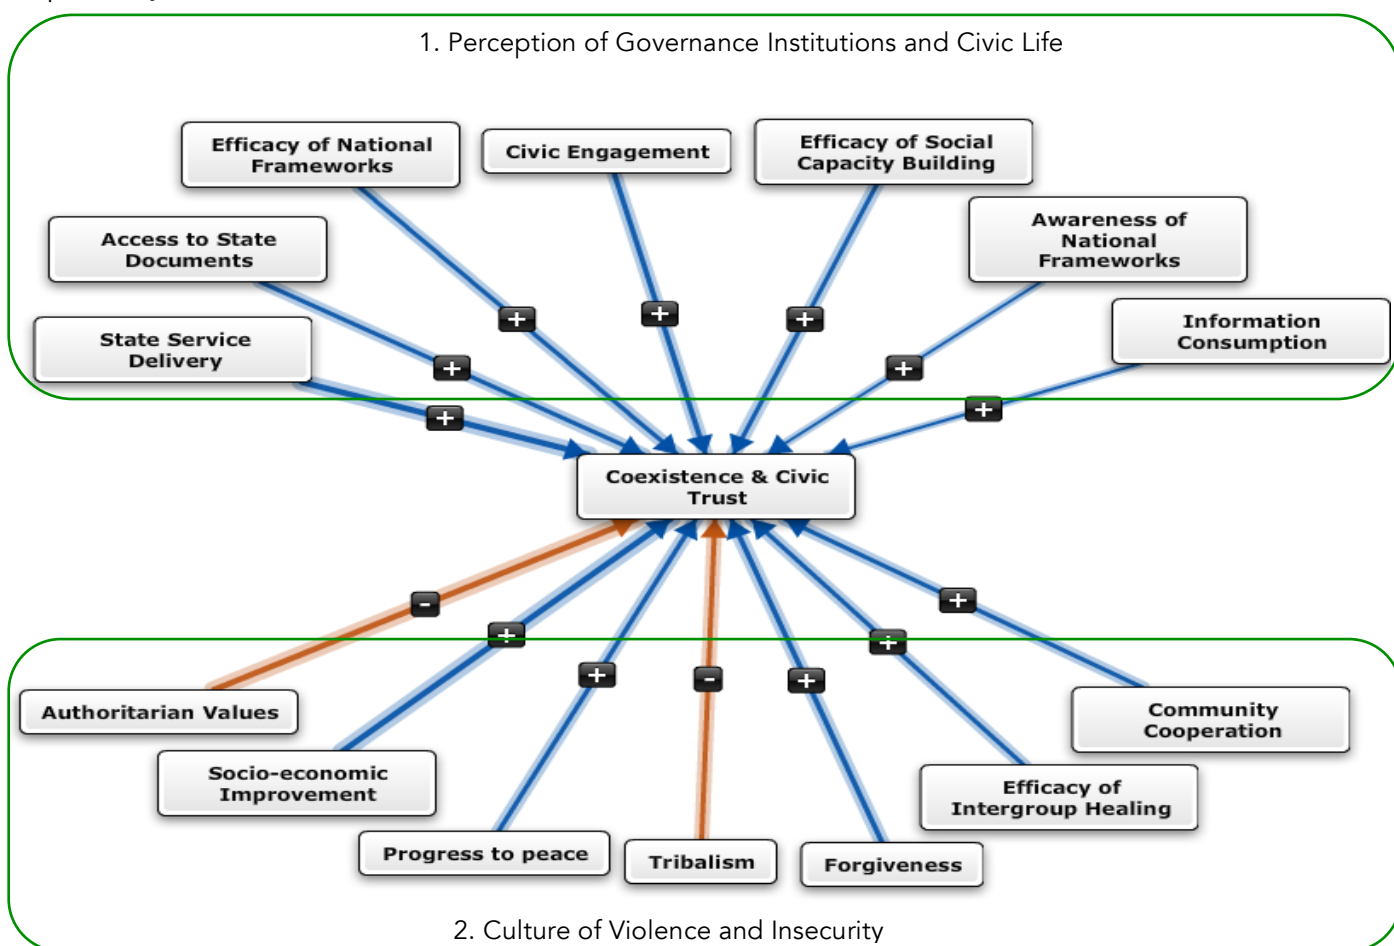 1. Perception of Governance Institutions and Civic Life
Efficacy of National
Frameworks
Civic Engagement
Efficacy of Social
Capacity Building
Access to State
Documents
Awareness of
National
Frameworks
State Service
Delivery
Information
Consumption
+
+
+
+
+
+
+
Coexistence & Civic
Trust
-
+
+
-
+
+
+
Authoritarian Values
Socio-economic
Improvement
Progress to peace
Tribalism
Forgiveness
Efficacy of
Intergroup Healing
Community
Cooperation
2. Culture of Violence and Insecurity